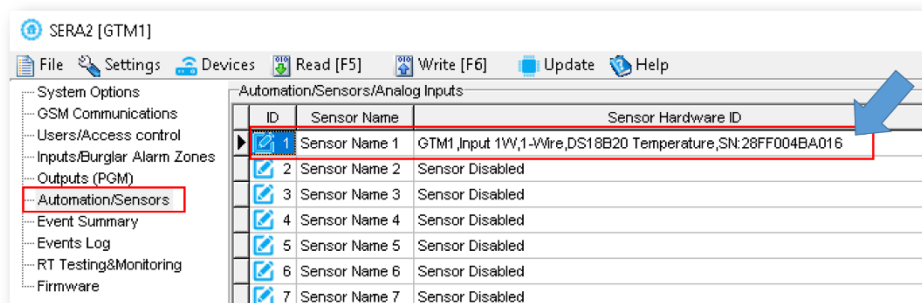 SERA2 [GTM1]
File Settings Devices Read [F5] Write [F6] Update Help
System Options
GSM Communications
Users/Access control
Inputs/Burglar Alarm Zones
Outputs (PGM)
Automation/Sensors
Event Summary
Events Log
RT Testing&Monitoring
Firmware
Automation/Sensors/Analog Inputs
ID Sensor Name Sensor Hardware ID
1 Sensor Name 1 GTM1,Input 1W,1-Wire,DS18B20 Temperature,SN:28FF004BA016
2 Sensor Name 2 Sensor Disabled
3 Sensor Name 3 Sensor Disabled
4 Sensor Name 4 Sensor Disabled
5 Sensor Name 5 Sensor Disabled
6 Sensor Name 6 Sensor Disabled
7 Sensor Name 7 Sensor Disabled